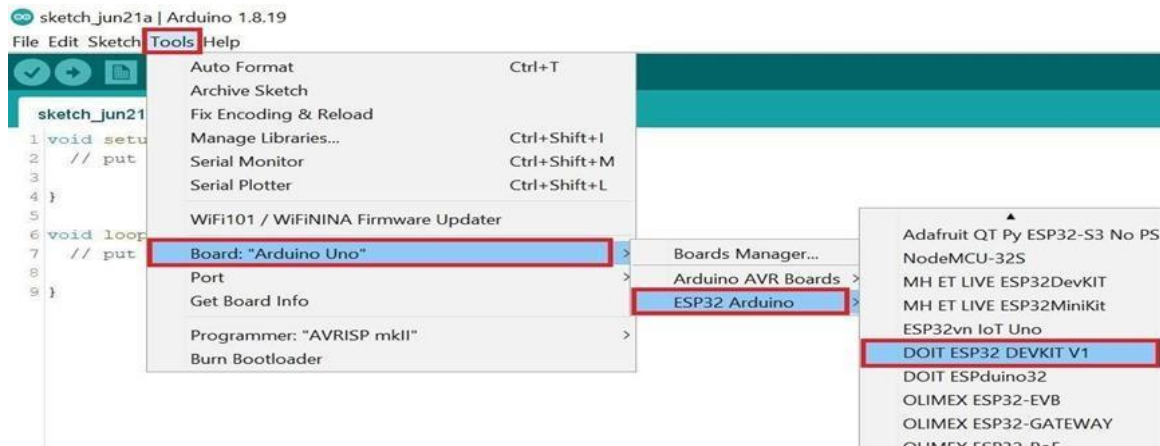 sketch_jun21a | Arduino 1.8.19
File Edit Sketch Tools Help
Auto Format Ctrl+T
Archive Sketch
sketch_jun21
Fix Encoding & Reload
1 void setu
Manage Libraries... Ctrl+Shift+I
2 // put
Serial Monitor Ctrl+Shift+M
3
Serial Plotter Ctrl+Shift+L
4 }
5
WiFi101 / WiFiNINA Firmware Updater
6 void loop
7 // put
Board: "Arduino Uno" >
8
Port >
9 }
Get Board Info
Programmer: "AVRISP mkII" >
Burn Bootloader
Boards Manager...
Arduino AVR Boards >
ESP32 Arduino >
▲
Adafruit QT Py ESP32-S3 No PS
NodeMCU-32S
MH ET LIVE ESP32DevKIT
MH ET LIVE ESP32MiniKit
ESP32vn IoT Uno
DOIT ESP32 DEVKIT V1
DOIT ESPduino32
OLIMEX ESP32-EVB
OLIMEX ESP32-GATEWAY